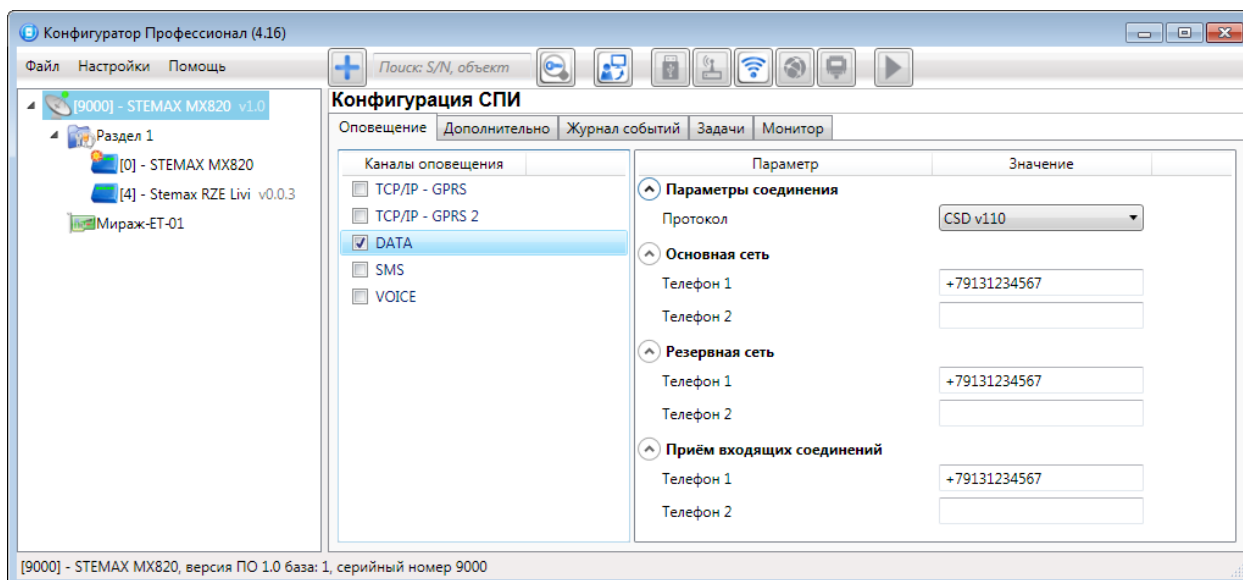 Конфигуратор Профессионал (4.16)
Файл Настройки Помощь Поиск: S/N, объект
[9000] - STEMAX MX820 v1.0
Раздел 1
[0] - STEMAX MX820
[4] - Stemax RZE Livi v0.0.3
Мираж-ET-01
Конфигурация СПИ
Оповещение Дополнительно Журнал событий Задачи Монитор
Каналы оповещения
TCP/IP - GPRS
TCP/IP - GPRS 2
DATA
SMS
VOICE
Параметр Значение
Параметры соединения
Протокол CSD v110
Основная сеть
Телефон 1 +79131234567
Телефон 2
Резервная сеть
Телефон 1 +79131234567
Телефон 2
Приём входящих соединений
Телефон 1 +79131234567
Телефон 2
[9000] - STEMAX MX820, версия ПО 1.0 база: 1, серийный номер 9000